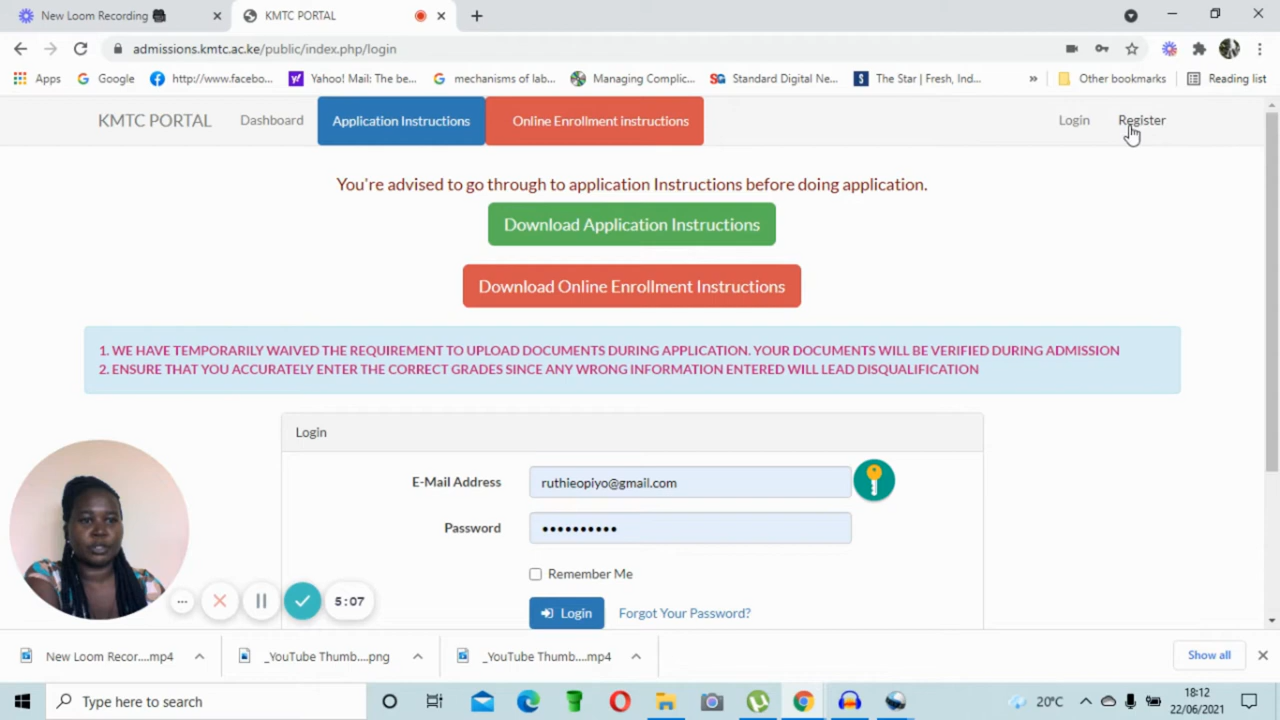 New Loom Recording
KMTC PORTAL
admissions.kmtc.ac.ke/public/index.php/login
Apps
Google
http://www.facebo...
Yahoo! Mail: The be...
mechanisms of lab...
Managing Complic...
Standard Digital Ne...
The Star | Fresh, Ind...
»
Other bookmarks
Reading list
KMTC PORTAL
Dashboard
Application Instructions
Online Enrollment instructions
Login
Register
You're advised to go through to application Instructions before doing application.
Download Application Instructions
Download Online Enrollment Instructions
1. WE HAVE TEMPORARILY WAIVED THE REQUIREMENT TO UPLOAD DOCUMENTS DURING APPLICATION. YOUR DOCUMENTS WILL BE VERIFIED DURING ADMISSION
2. ENSURE THAT YOU ACCURATELY ENTER THE CORRECT GRADES SINCE ANY WRONG INFORMATION ENTERED WILL LEAD DISQUALIFICATION
Login
E-Mail Address
ruthieopiyo@gmail.com
Password
••••••••••
Remember Me
Login
Forgot Your Password?
5:07
New Loom Recor....mp4
_YouTube Thumb....png
_YouTube Thumb....mp4
Show all
Type here to search
20°C
18:12
22/06/2021